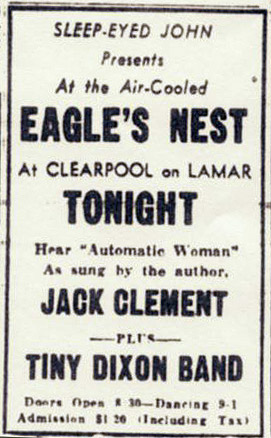 SLEEP-EYED JOHN
Presents
At the Air-Cooled
EAGLE'S NEST
At CLEARPOOL on LAMAR
TONIGHT
Hear "Automatic Woman"
As sung by the author,
JACK CLEMENT
—PLUS—
TINY DIXON BAND
Doors Open 8:30—Dancing 9-1
Admission $1.20 (Including Tax)